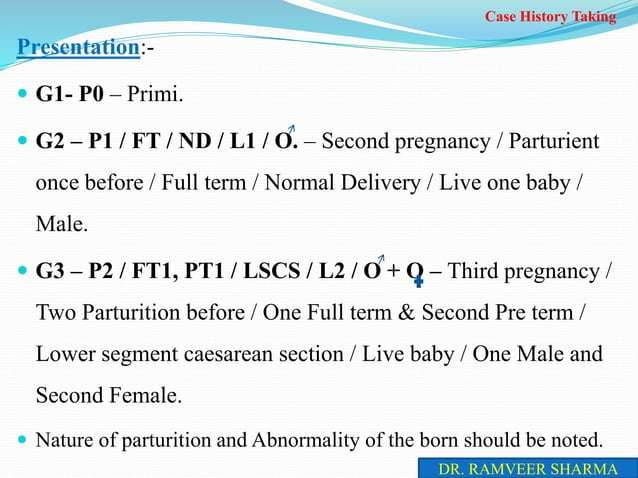 Case History Taking
Presentation:-
• G1- P0 – Primi.
• G2 – P1 / FT / ND / L1 / O. – Second pregnancy / Parturient
once before / Full term / Normal Delivery / Live one baby /
Male.
• G3 – P2 / FT1, PT1 / LSCS / L2 / O + O – Third pregnancy /
Two Parturition before / One Full term & Second Pre term /
Lower segment caesarean section / Live baby / One Male and
Second Female.
• Nature of parturition and Abnormality of the born should be noted.
DR. RAMVEER SHARMA